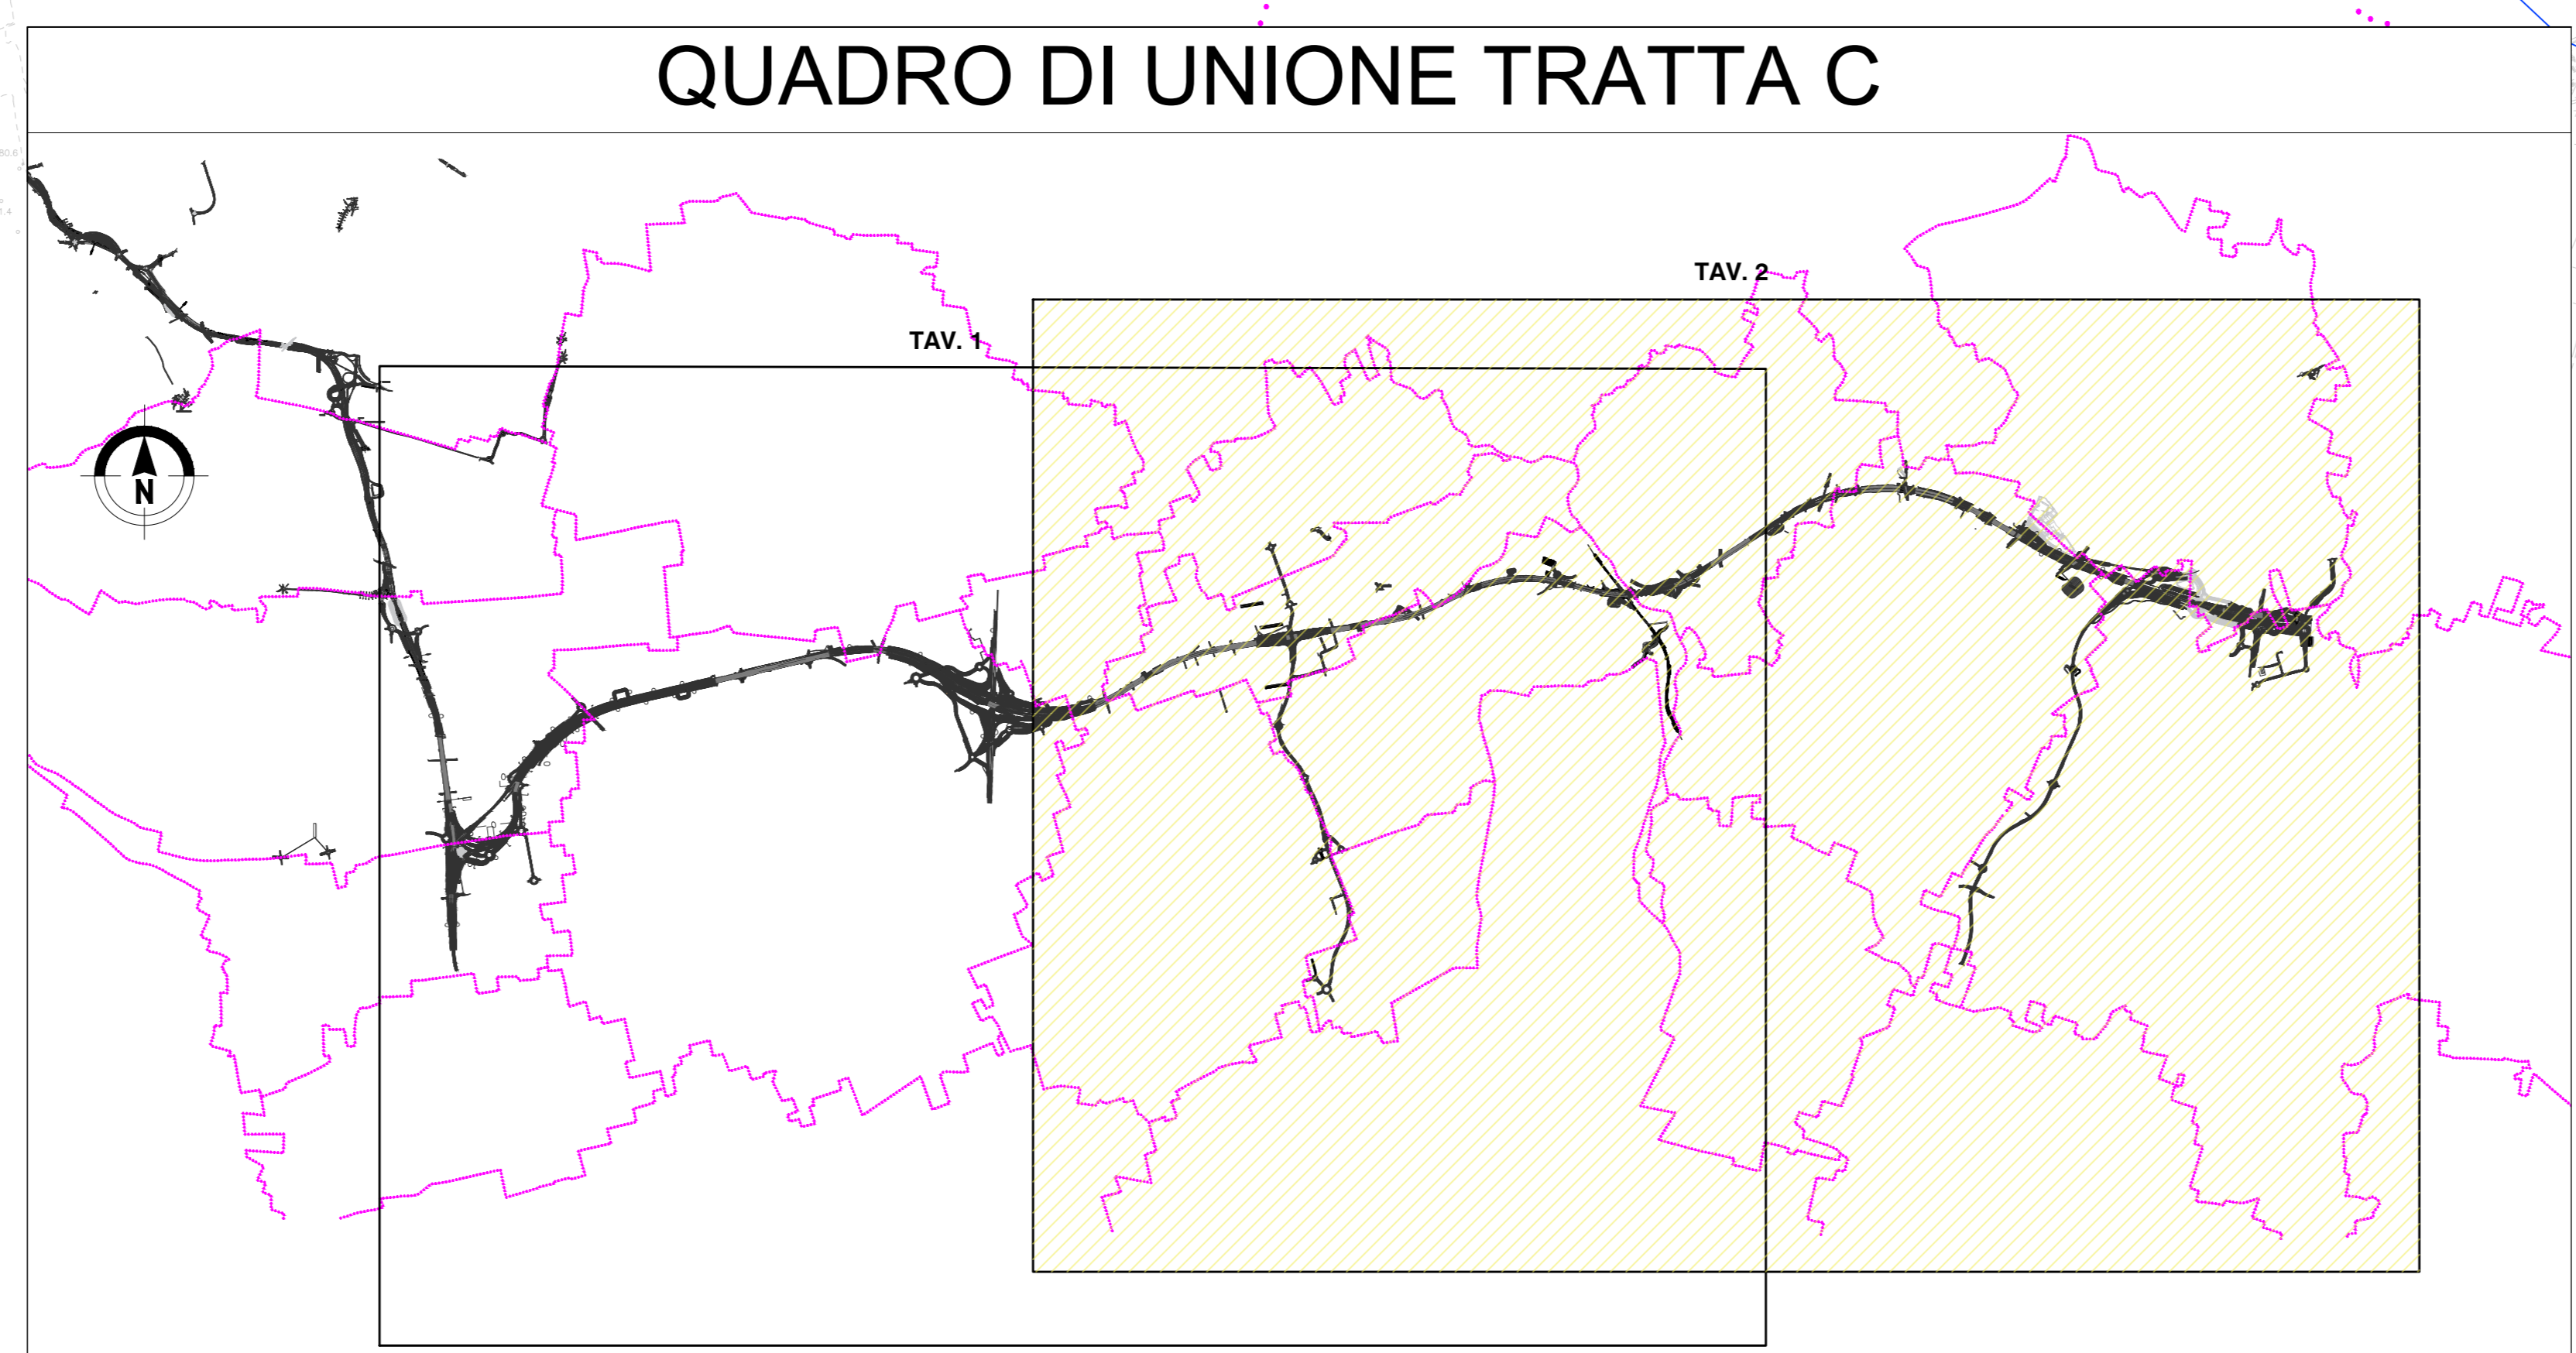 QUADRO DI UNIONE TRATTA C
TAV. 2
TAV. 1
N